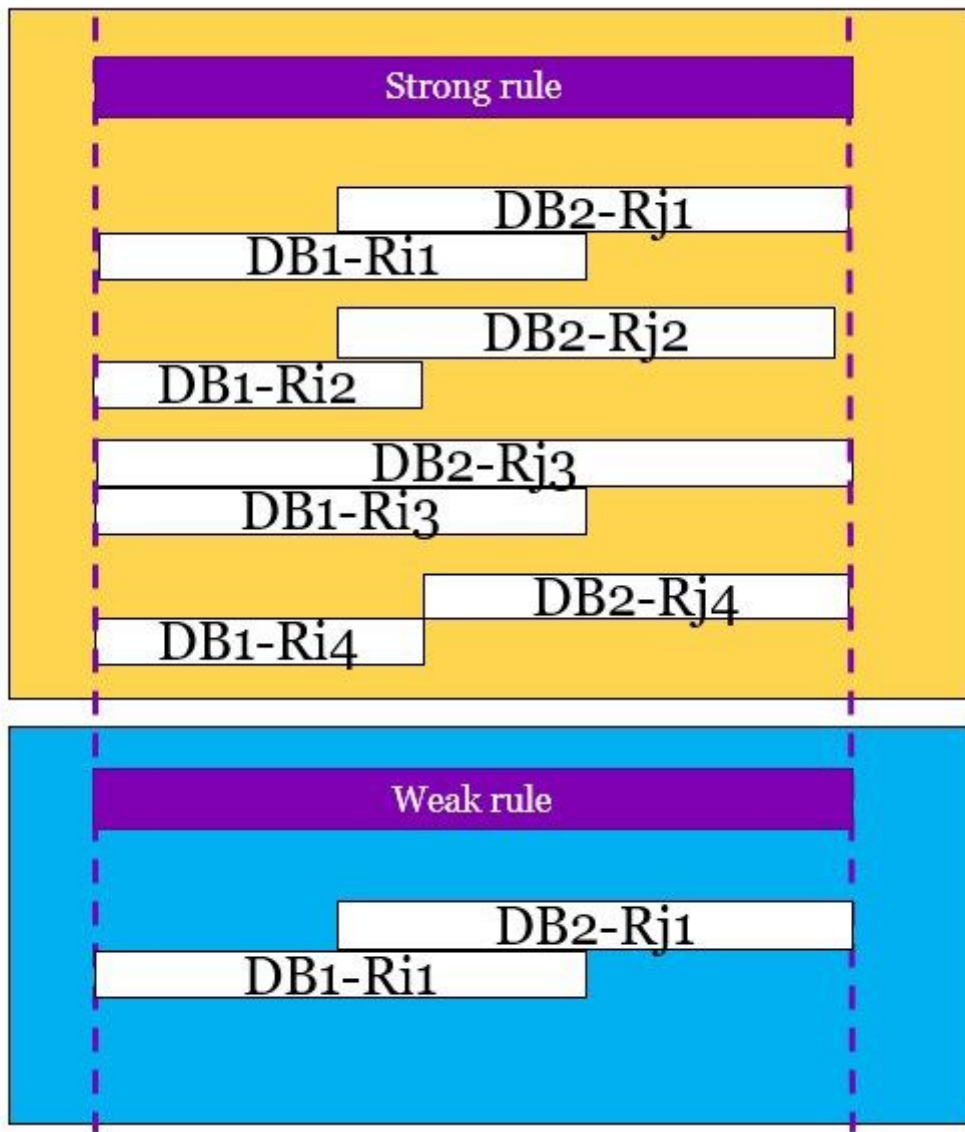 Strong rule
DB2-Rj1
DB1-Ri1
DB2-Rj2
DB1-Ri2
DB2-Rj3
DB1-Ri3
DB2-Rj4
DB1-Ri4
Weak rule
DB2-Rj1
DB1-Ri1